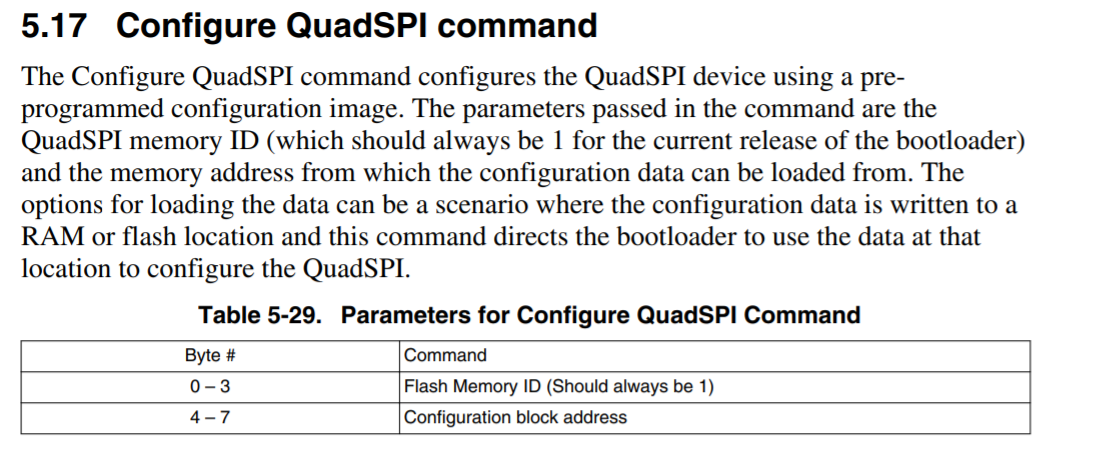 5.17 Configure QuadSPI command
The Configure QuadSPI command configures the QuadSPI device using a pre-
programmed configuration image. The parameters passed in the command are the
QuadSPI memory ID (which should always be 1 for the current release of the bootloader)
and the memory address from which the configuration data can be loaded from. The
options for loading the data can be a scenario where the configuration data is written to a
RAM or flash location and this command directs the bootloader to use the data at that
location to configure the QuadSPI.
Table 5-29. Parameters for Configure QuadSPI Command
Byte # Command
0 – 3 Flash Memory ID (Should always be 1)
4 – 7 Configuration block address